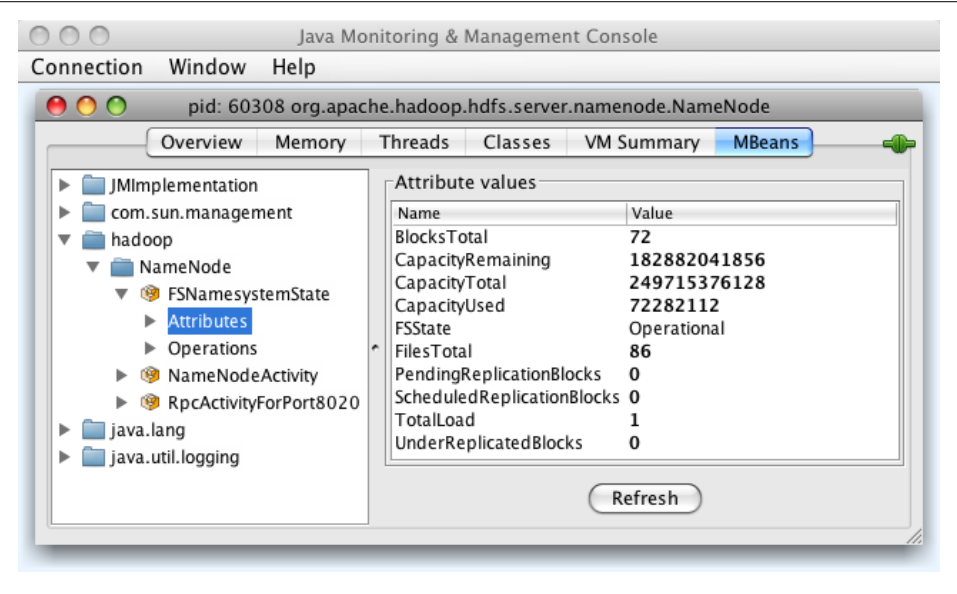 Java Monitoring & Management Console
Connection Window Help
pid: 60308 org.apache.hadoop.hdfs.server.namenode.NameNode
Overview Memory Threads Classes VM Summary MBeans
JMImplementation
com.sun.management
hadoop
NameNode
FSNamesystemState
Attributes
Operations
NameNodeActivity
RpcActivityForPort8020
java.lang
java.util.logging
Attribute values
Name Value
BlocksTotal 72
CapacityRemaining 182882041856
CapacityTotal 249715376128
CapacityUsed 72282112
FSState Operational
FilesTotal 86
PendingReplicationBlocks 0
ScheduledReplicationBlocks 0
TotalLoad 1
UnderReplicatedBlocks 0
Refresh